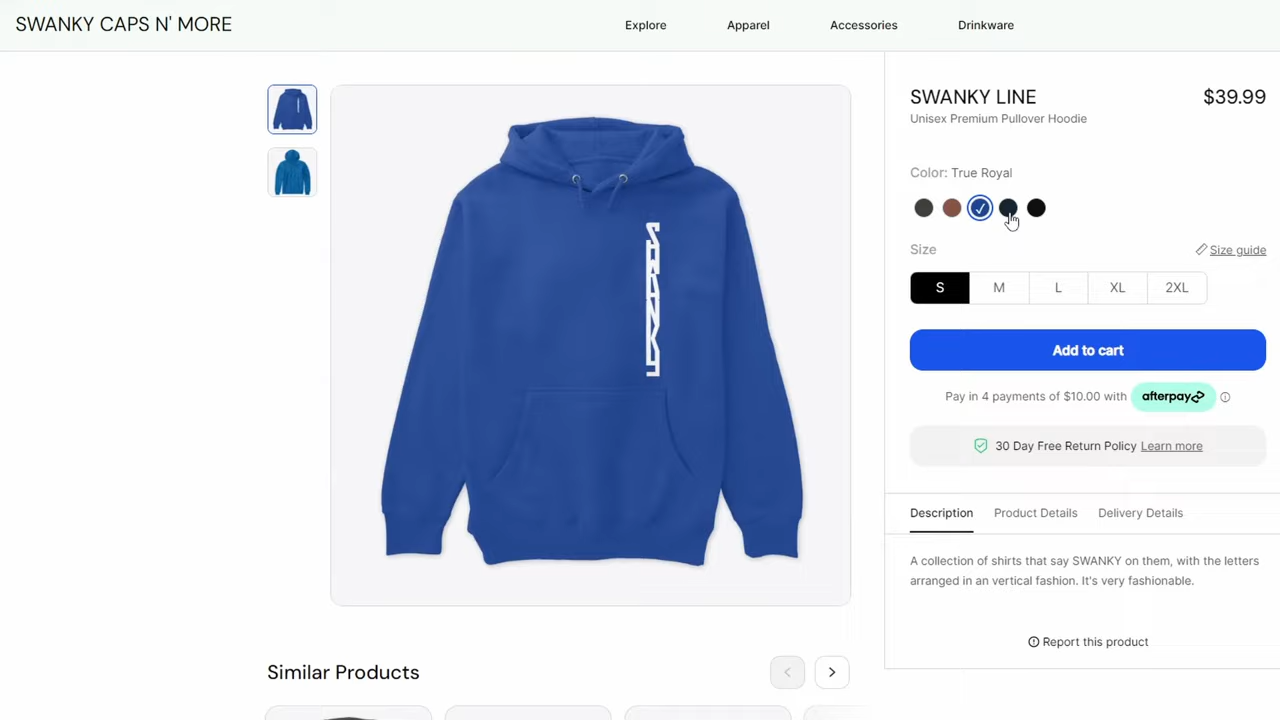 SWANKY CAPS N' MORE
Explore
Apparel
Accessories
Drinkware
SWANKY
SWANKY LINE
$39.99
Unisex Premium Pullover Hoodie
Color: True Royal
Size
Size guide
S
M
L
XL
2XL
Add to cart
Pay in 4 payments of $10.00 with afterpay
30 Day Free Return Policy Learn more
Description
Product Details
Delivery Details
A collection of shirts that say SWANKY on them, with the letters
arranged in an vertical fashion. It's very fashionable.
Report this product
Similar Products